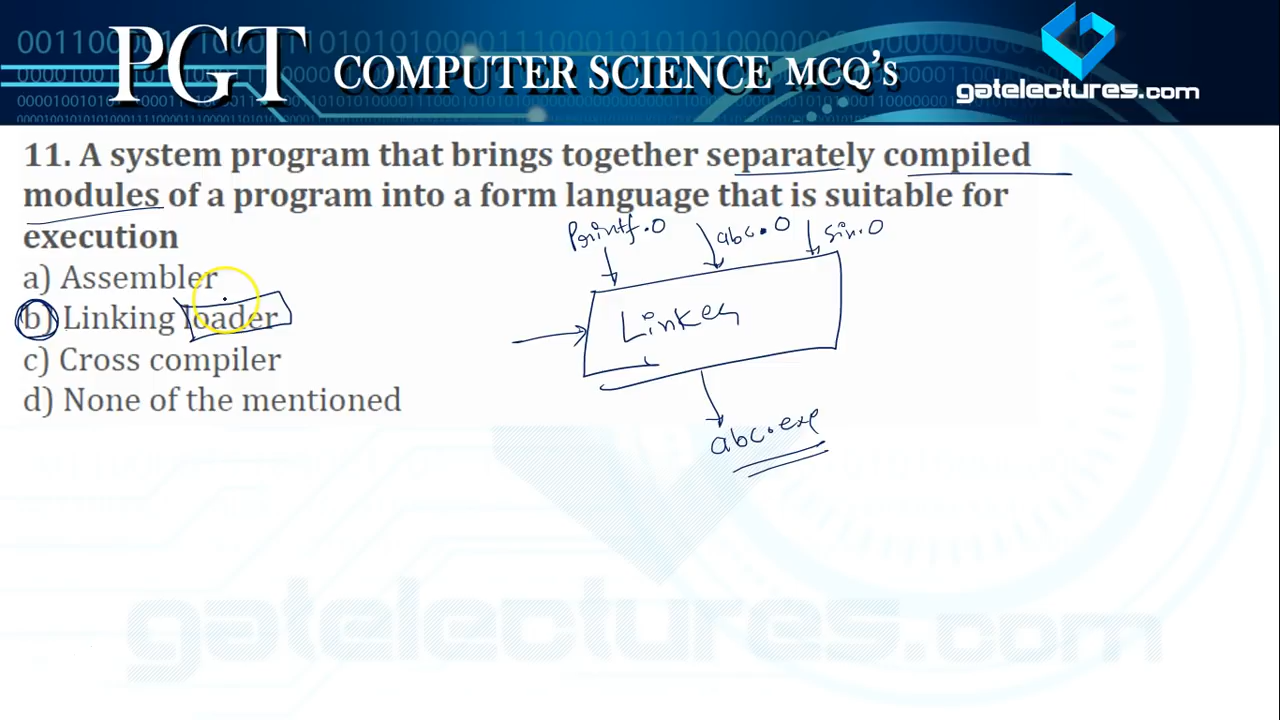 PGT COMPUTER SCIENCE MCQ's
gatelectures.com
11. A system program that brings together separately compiled
modules of a program into a form language that is suitable for
execution
a) Assembler
b) Linking loader
c) Cross compiler
d) None of the mentioned
Printf.o
abc.o
Sin.o
Linker
abc.exe
gatelectures.com